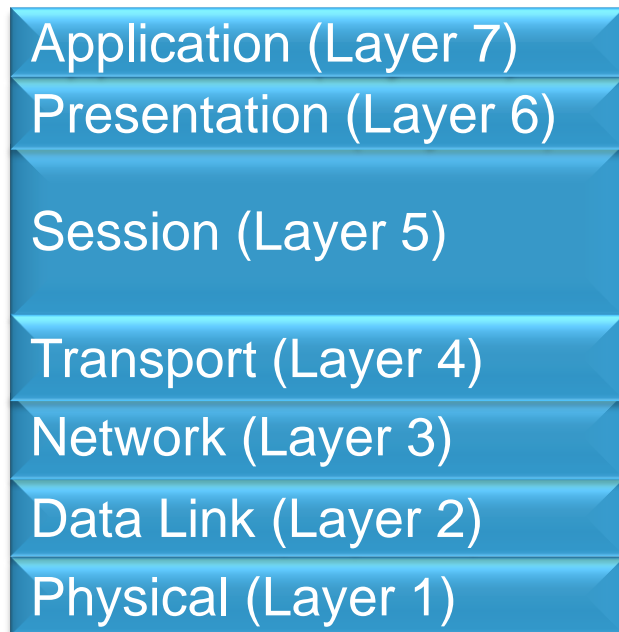 Application (Layer 7)
Presentation (Layer 6)
Session (Layer 5)
Transport (Layer 4)
Network (Layer 3)
Data Link (Layer 2)
Physical (Layer 1)